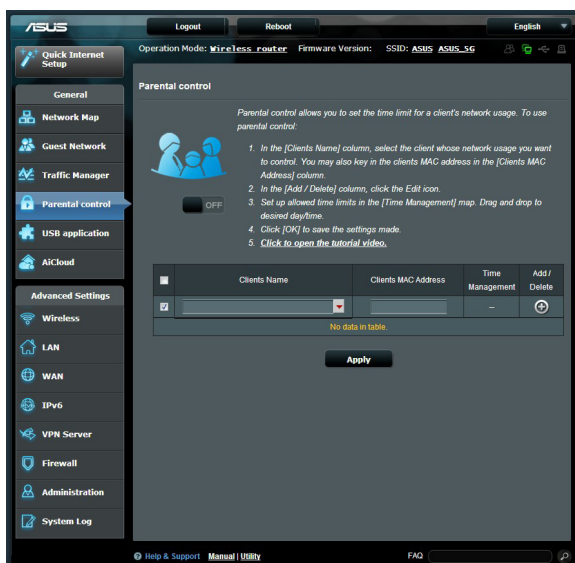 ASUS
Logout
Reboot
English
Quick Internet
Setup
Operation Mode: Wireless router Firmware Version: SSID: ASUS ASUS_5G
General
Network Map
Guest Network
Traffic Manager
Parental control
USB application
AiCloud
Advanced Settings
Wireless
LAN
WAN
IPv6
VPN Server
Firewall
Administration
System Log
Parental control
Parental control allows you to set the time limit for a client's network usage. To use
parental control:
1. In the [Clients Name] column, select the client whose network usage you want
to control. You may also key in the clients MAC address in the [Clients MAC
Address] column.
2. In the [Add / Delete] column, click the Edit icon.
3. Set up allowed time limits in the [Time Management] map. Drag and drop to
desired day/time.
4. Click [OK] to save the settings made.
5. Click to open the tutorial video.
OFF
Clients Name
Clients MAC Address
Time
Management
Add /
Delete
–
No data in table.
Apply
Help & Support Manual | Utility
FAQ